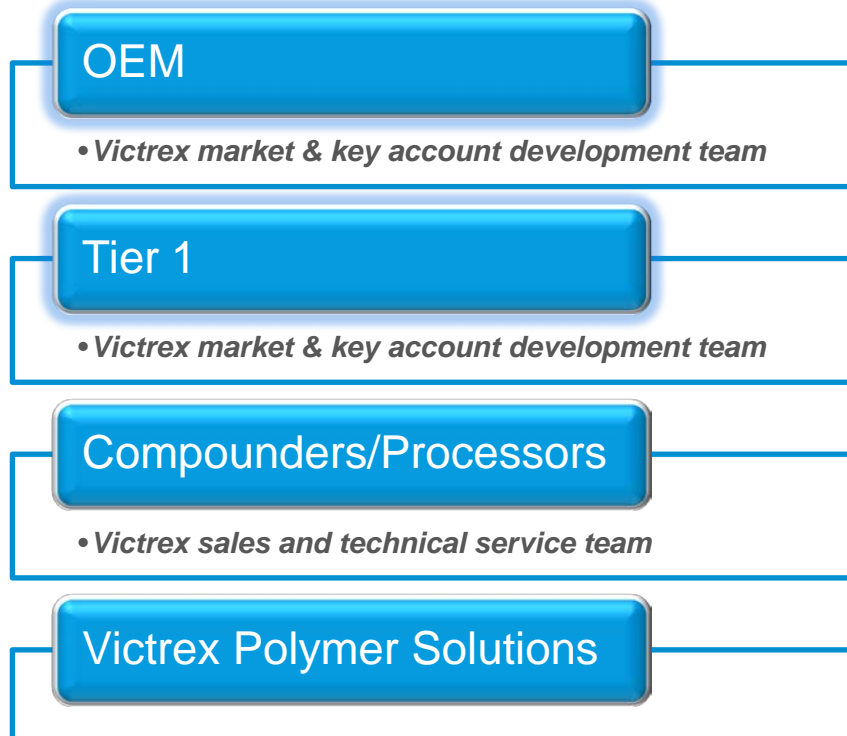 OEM
•Victrex market & key account development team
Tier 1
•Victrex market & key account development team
Compounders/Processors
•Victrex sales and technical service team
Victrex Polymer Solutions